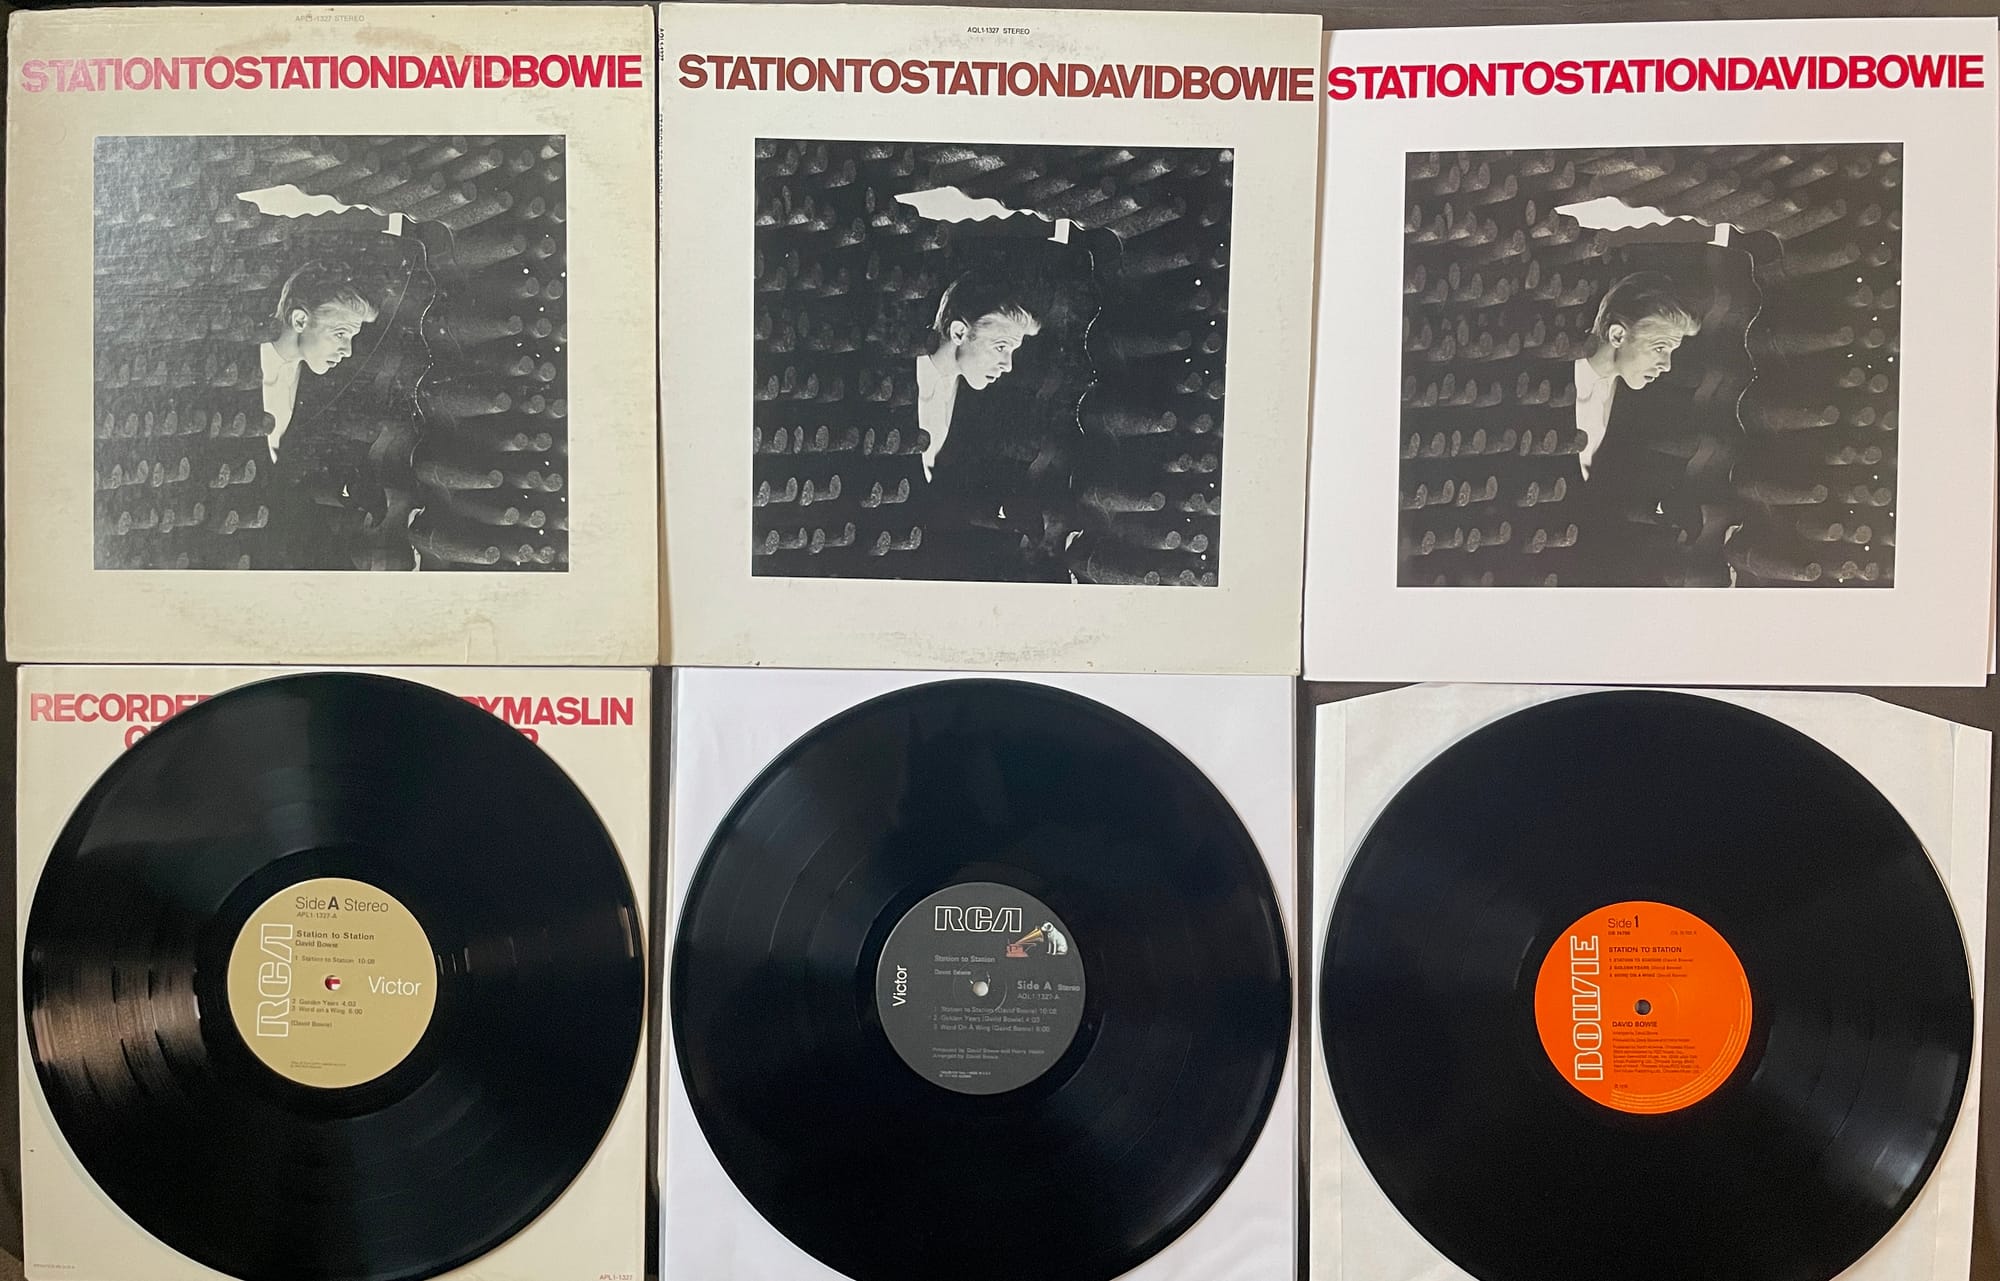 APL1-1327 STEREO
STATIONTOSTATIONDAVIDBOWIE
AQL1-1327 STEREO
STATIONTOSTATIONDAVIDBOWIE
STATIONTOSTATIONDAVIDBOWIE
RECORDE
YMASLIN
APL1-1327
Side A Stereo
APL1-1327-A
Station to Station
David Bowie
1 Station to Station 10:08
RCA
Victor
2 Golden Years 4:03
3 Word on a Wing 6:00
(David Bowie)
RCA
Station to Station
David Bowie
Victor
Side A Stereo
AQL1-1327-A
1 Station to Station (David Bowie) 10:08
2 Golden Years (David Bowie) 4:03
3 Word On A Wing (David Bowie) 6:00
Produced by David Bowie and Harry Maslin
Arranged by David Bowie
Side 1
STATION TO STATION
1 STATION TO STATION (David Bowie)
2 GOLDEN YEARS (David Bowie)
3 WORD ON A WING (David Bowie)
BOWIE
DAVID BOWIE